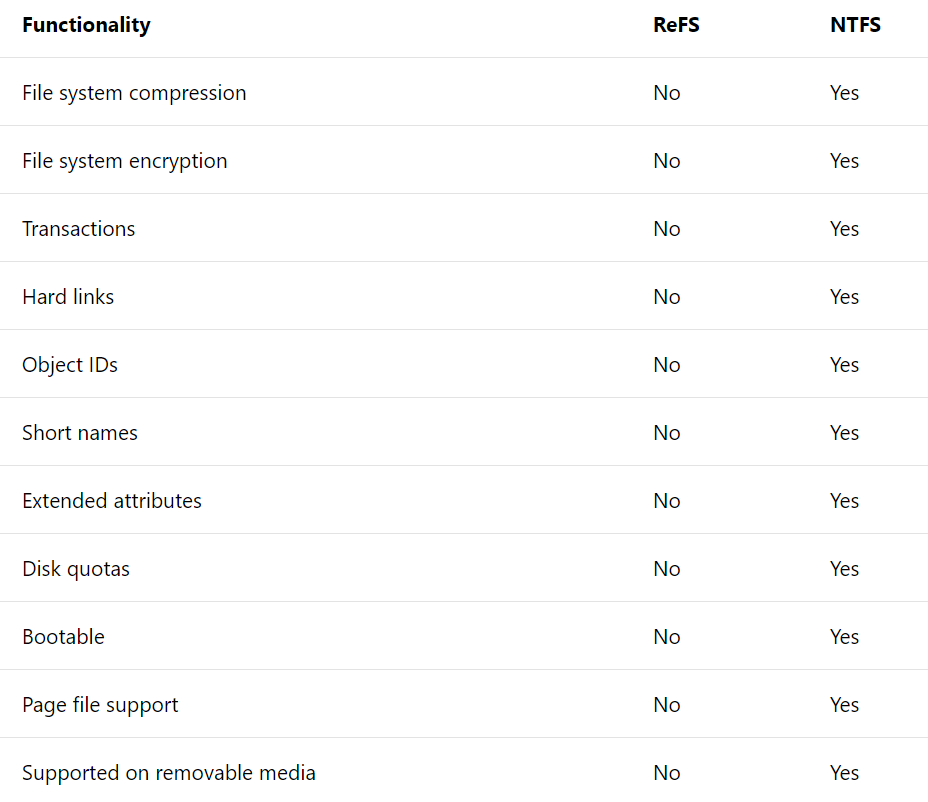 Functionality ReFS NTFS
File system compression No Yes
File system encryption No Yes
Transactions No Yes
Hard links No Yes
Object IDs No Yes
Short names No Yes
Extended attributes No Yes
Disk quotas No Yes
Bootable No Yes
Page file support No Yes
Supported on removable media No Yes